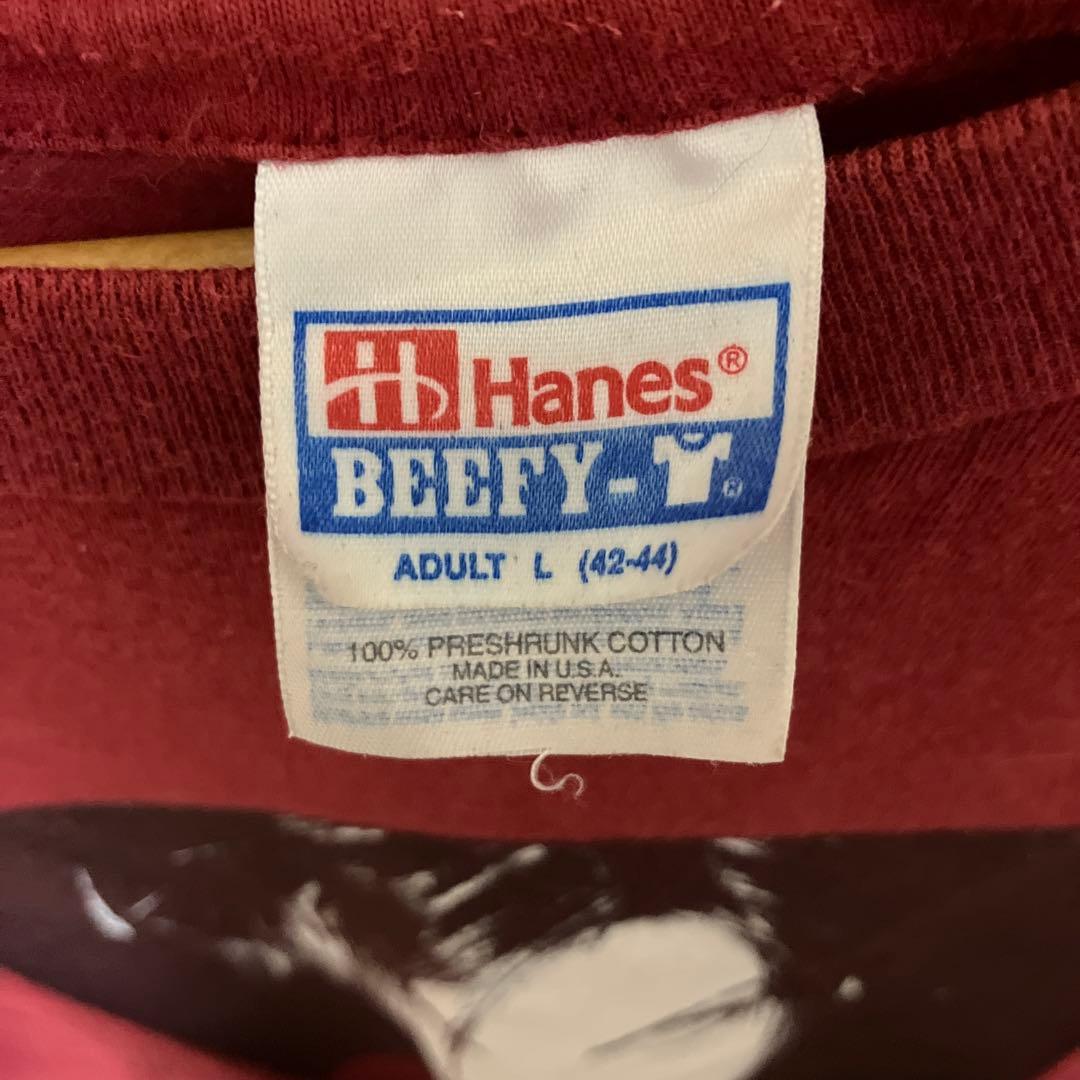 Hanes®
BEEFY-®
ADULT L (42-44)
100% PRESHRUNK COTTON
MADE IN U.S.A.
CARE ON REVERSE